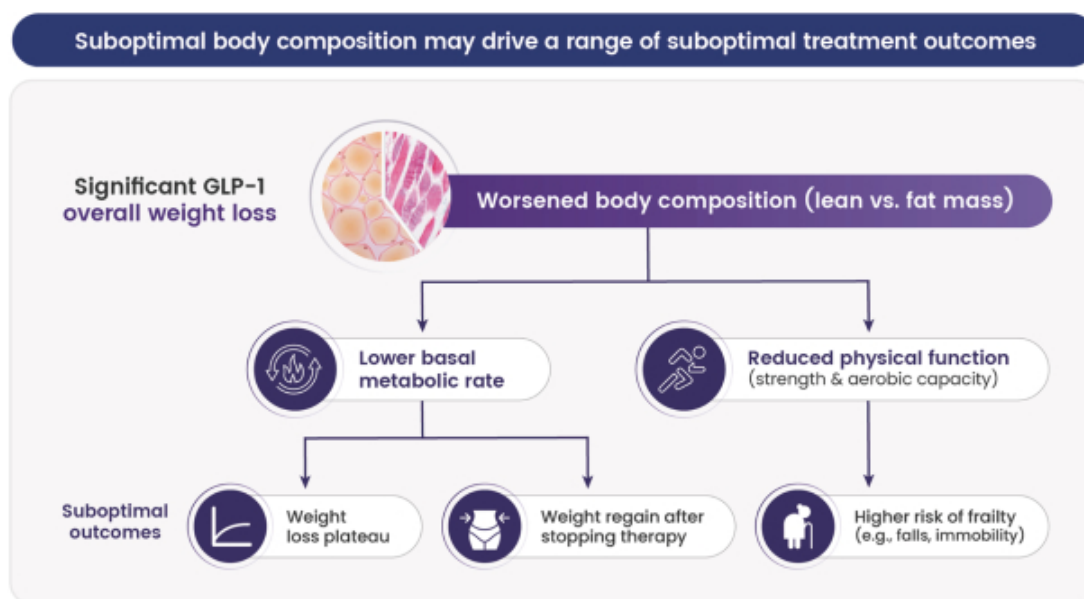 Suboptimal body composition may drive a range of suboptimal treatment outcomes
Significant GLP-1
overall weight loss
Worsened body composition (lean vs. fat mass)
Lower basal
metabolic rate
Reduced physical function
(strength & aerobic capacity)
Suboptimal
outcomes
Weight
loss plateau
Weight regain after
stopping therapy
Higher risk of frailty
(e.g., falls, immobility)